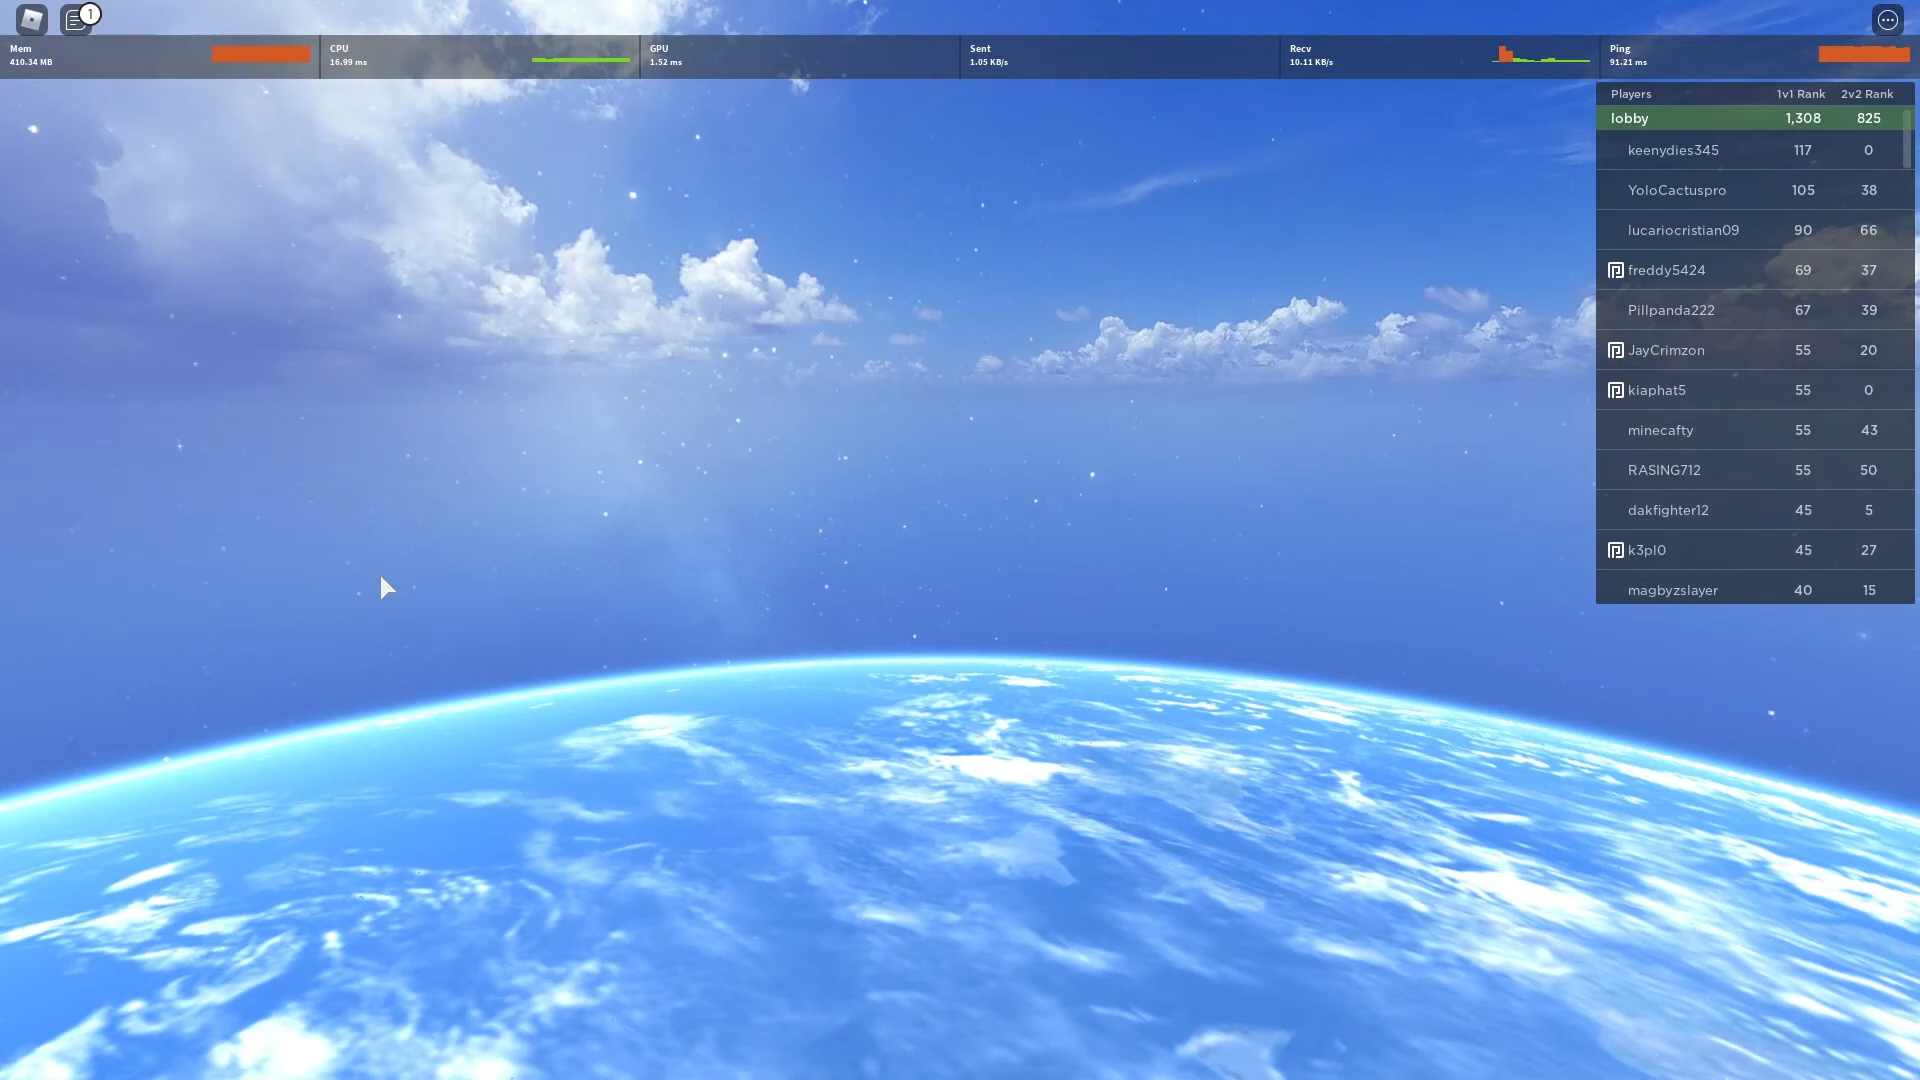 1
Mem
410.34 MB
CPU
16.99 ms
GPU
1.52 ms
Sent
1.05 KB/s
Recv
10.11 KB/s
Ping
91.21 ms
Players 1v1 Rank 2v2 Rank
lobby 1,308 825
keenydies345 117 0
YoloCactuspro 105 38
lucariocristian09 90 66
freddy5424 69 37
Pillpanda222 67 39
JayCrimzon 55 20
kiaphat5 55 0
minecafty 55 43
RASING712 55 50
dakfighter12 45 5
k3pl0 45 27
magbyzslayer 40 15